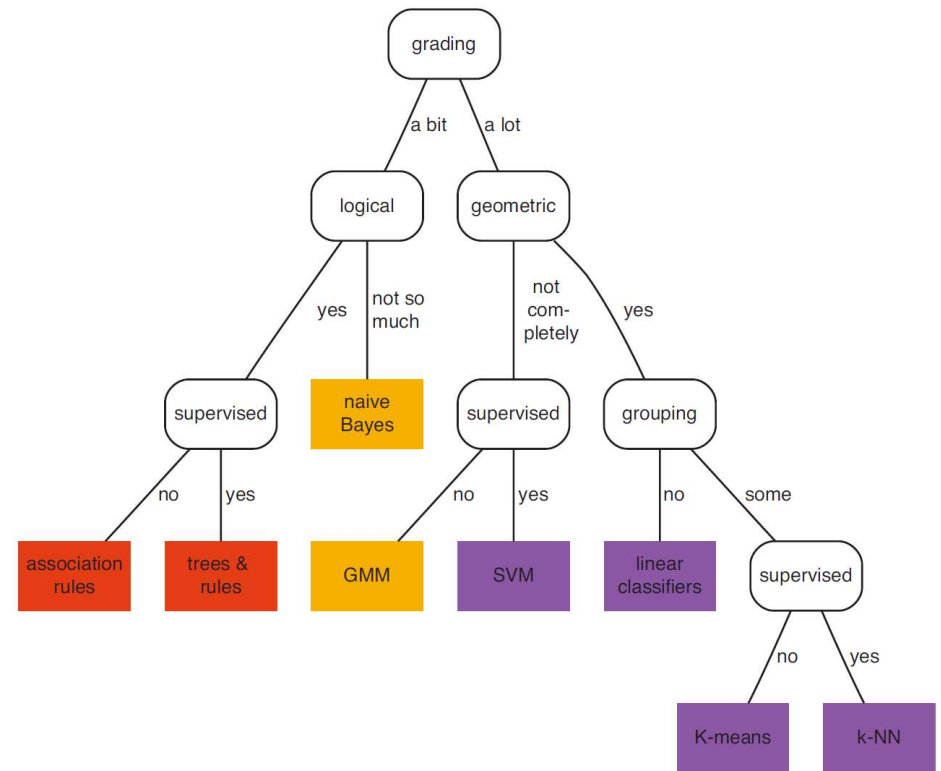 grading
a bit
a lot
logical
geometric
yes
not so
much
not
com-
pletely
yes
supervised
naive
Bayes
supervised
grouping
no
yes
no
yes
no
some
association
rules
trees &
rules
GMM
SVM
linear
classifiers
supervised
no
yes
K-means
k-NN